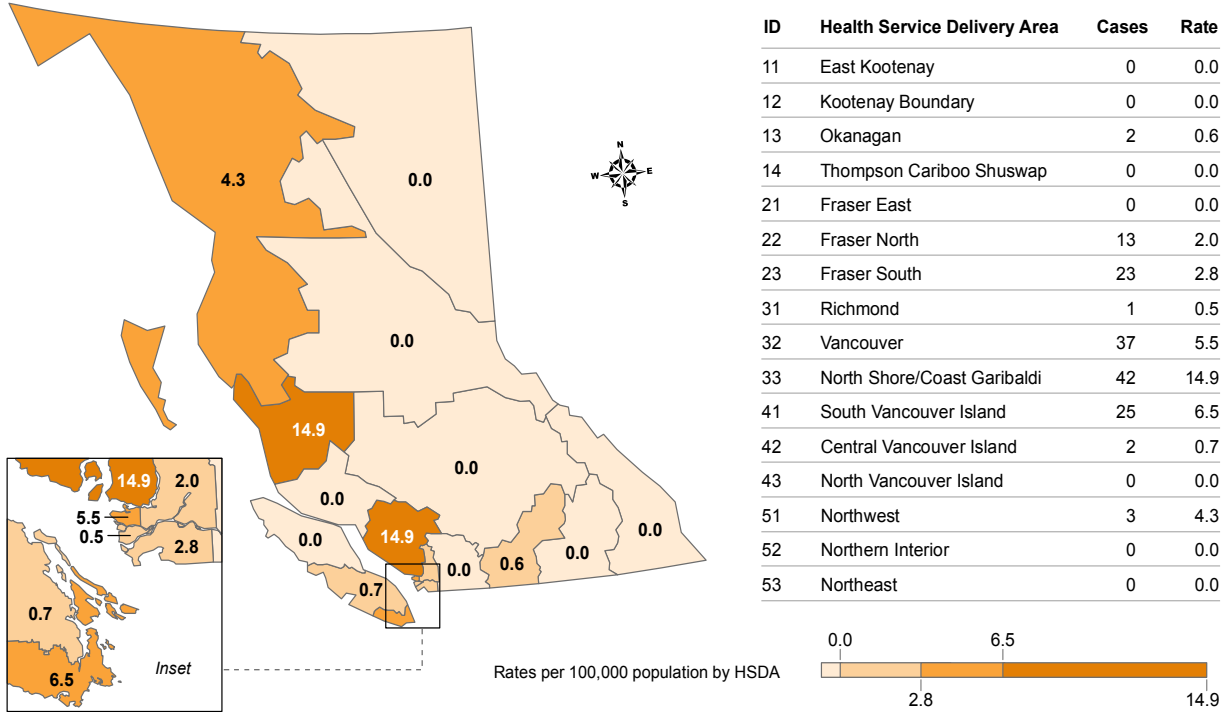 ID Health Service Delivery Area Cases Rate
11 East Kootenay 0 0.0
12 Kootenay Boundary 0 0.0
13 Okanagan 2 0.6
14 Thompson Cariboo Shuswap 0 0.0
21 Fraser East 0 0.0
22 Fraser North 13 2.0
23 Fraser South 23 2.8
31 Richmond 1 0.5
32 Vancouver 37 5.5
33 North Shore/Coast Garibaldi 42 14.9
41 South Vancouver Island 25 6.5
42 Central Vancouver Island 2 0.7
43 North Vancouver Island 0 0.0
51 Northwest 3 4.3
52 Northern Interior 0 0.0
53 Northeast 0 0.0
N
W E
S
4.3
0.0
0.0
14.9
0.0
0.0
0.0
14.9
0.0
0.6
0.0
0.0
0.7
14.9
2.0
5.5
0.5
2.8
0.7
6.5
Inset
Rates per 100,000 population by HSDA
0.0 6.5
2.8 14.9